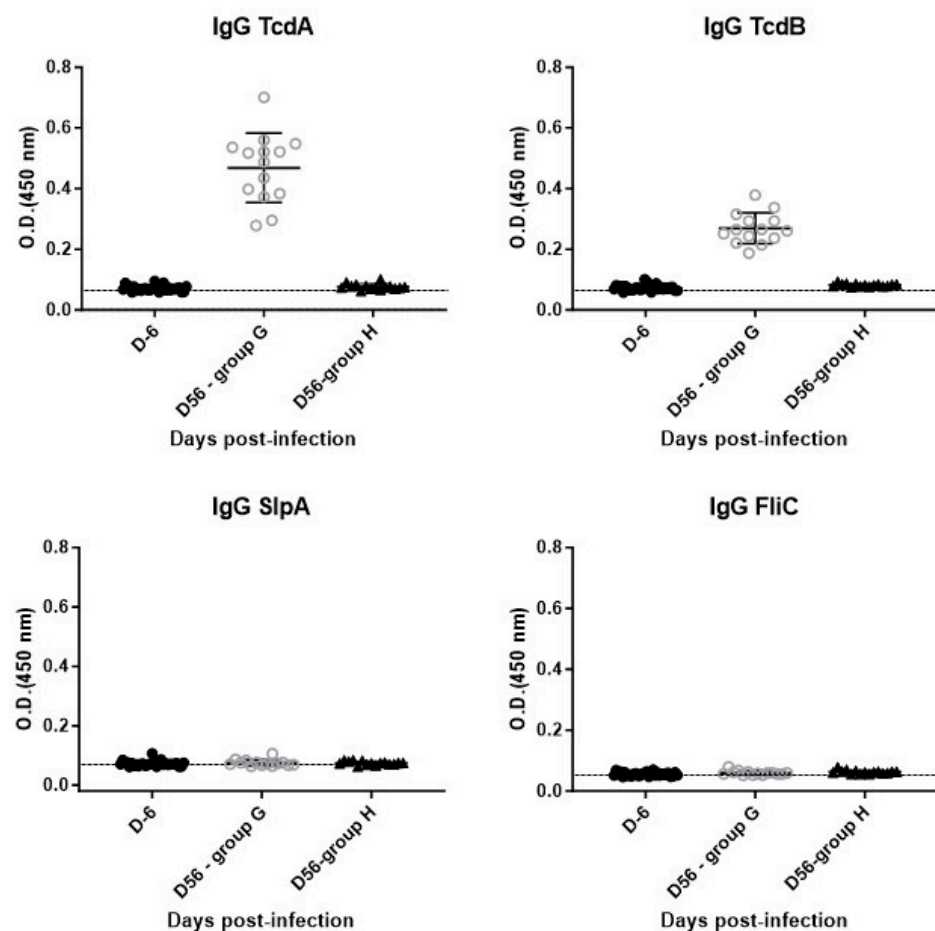 IgG TcdA
O.D.(450 nm)
0.8
0.6
0.4
0.2
0.0
D-6
D56 - group G
D56-group H
Days post-infection
IgG TcdB
O.D.(450 nm)
0.8
0.6
0.4
0.2
0.0
D-6
D56 - group G
D56-group H
Days post-infection
IgG SlpA
O.D.(450 nm)
0.8
0.6
0.4
0.2
0.0
D-6
D56 - group G
D56-group H
Days post-infection
IgG FliC
O.D.(450 nm)
0.8
0.6
0.4
0.2
0.0
D-6
D56 - group G
D56-group H
Days post-infection